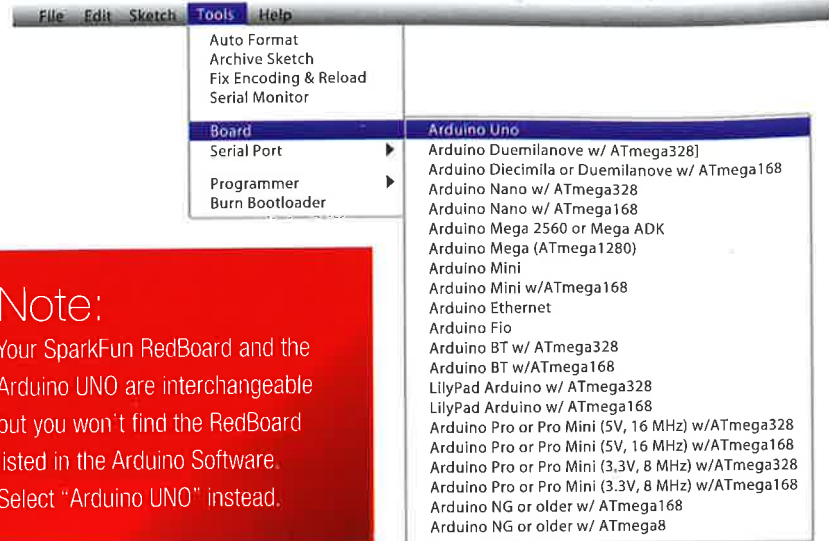 File Edit Sketch Tools Help
Auto Format
Archive Sketch
Fix Encoding & Reload
Serial Monitor
Board
Serial Port
Programmer
Burn Bootloader
Arduino Uno
Arduino Duemilanove w/ ATmega328]
Arduino Diecimila or Duemilanove w/ ATmega168
Arduino Nano w/ ATmega328
Arduino Nano w/ ATmega168
Arduino Mega 2560 or Mega ADK
Arduino Mega (ATmega1280)
Arduino Mini
Arduino Mini w/ATmega168
Arduino Ethernet
Arduino Fio
Arduino BT w/ ATmega328
Arduino BT w/ATmega168
LilyPad Arduino w/ ATmega328
LilyPad Arduino w/ ATmega168
Arduino Pro or Pro Mini (5V, 16 MHz) w/ATmega328
Arduino Pro or Pro Mini (5V, 16 MHz) w/ATmega168
Arduino Pro or Pro Mini (3.3V, 8 MHz) w/ATmega328
Arduino Pro or Pro Mini (3.3V, 8 MHz) w/ATmega168
Arduino NG or older w/ ATmega168
Arduino NG or older w/ ATmega8
Note:
Your SparkFun RedBoard and the
Arduino UNO are interchangeable
but you won't find the RedBoard
listed in the Arduino Software.
Select "Arduino UNO" instead.